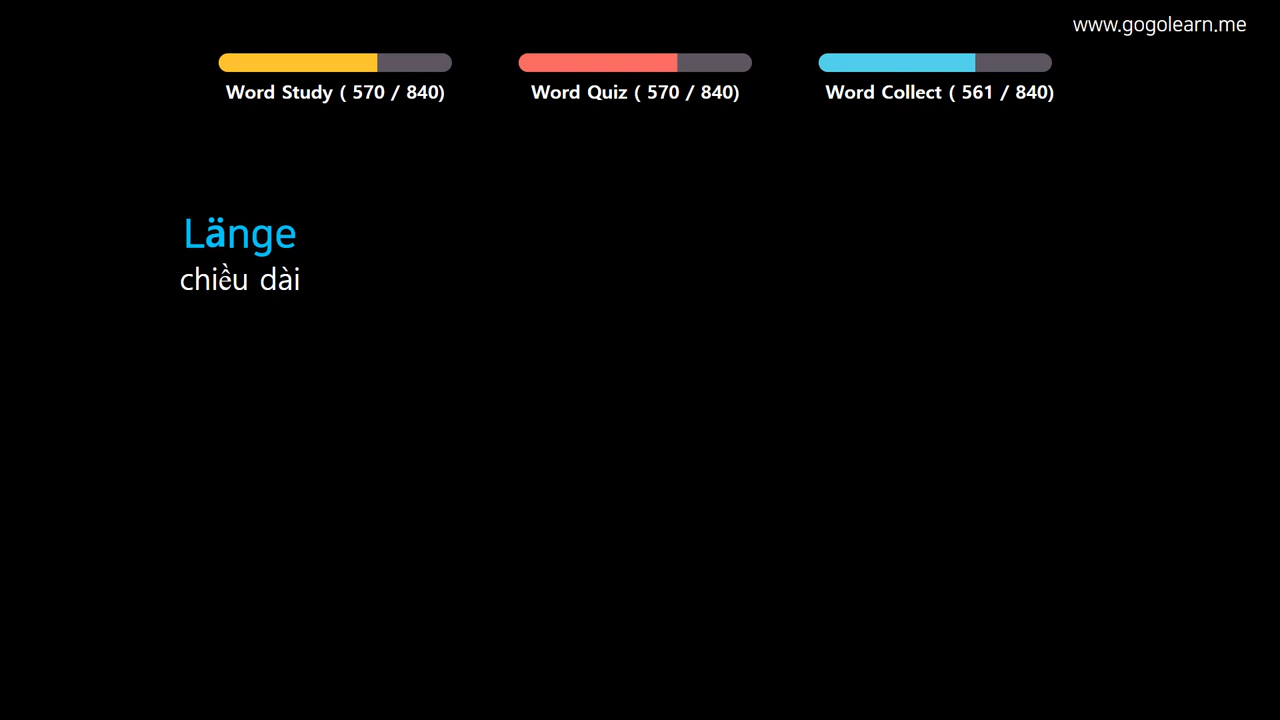 www.gogolearn.me
Word Study ( 570 / 840)
Word Quiz ( 570 / 840)
Word Collect ( 561 / 840)
Länge
chiều dài